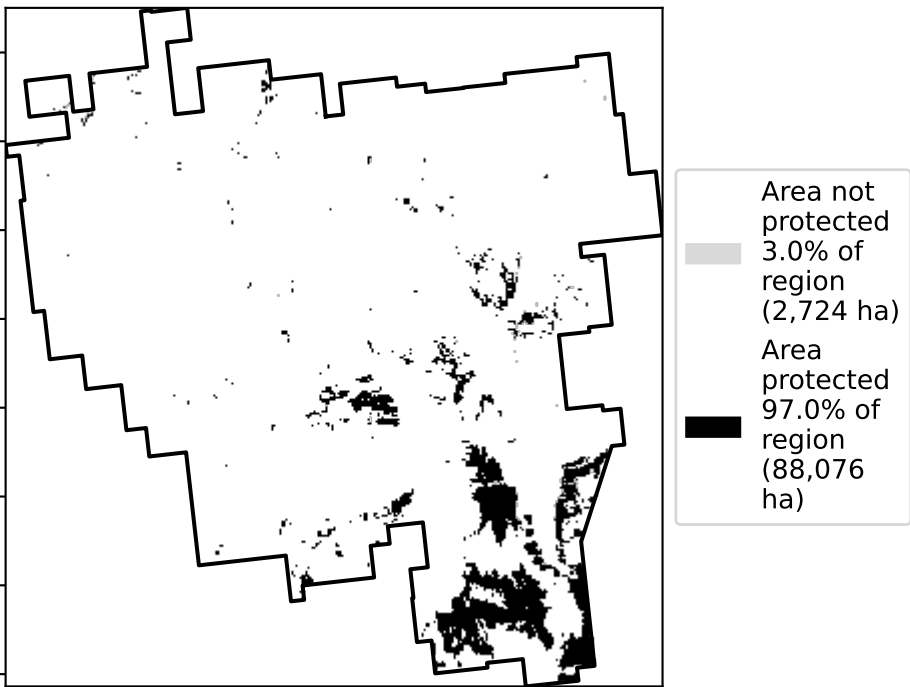 Area not
protected
3.0% of
region
(2,724 ha)
Area
protected
97.0% of
region
(88,076
ha)